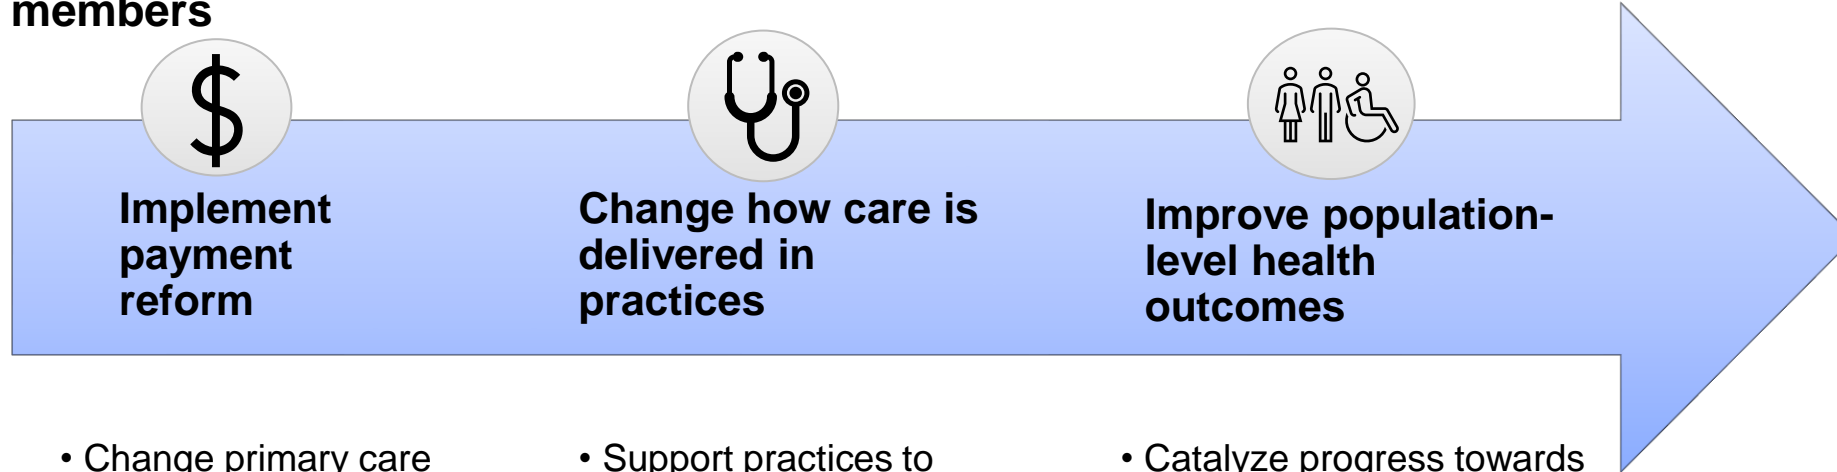 members
Implement
payment
reform
Change how care is
delivered in
practices
Improve population-
level health
outcomes
• Change primary care
• Support practices to
• Catalyze progress towards